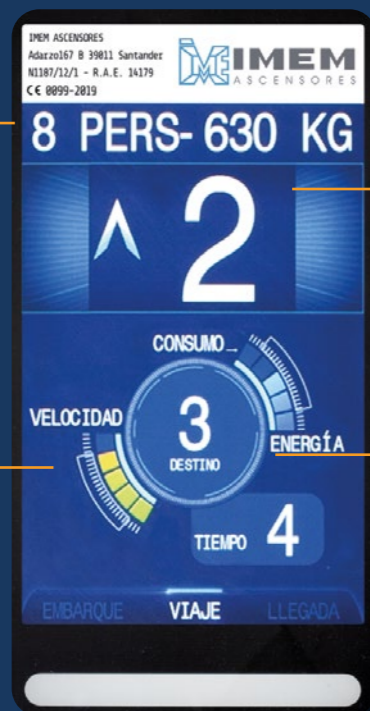 IMEM ASCENSORES
Adarzo167 B 39011 Santander
N1187/12/1 - R.A.E. 14179
CE 0099-2019
IMEM
ASCENSORES
8 PERS- 630 KG
2
CONSUMO
VELOCIDAD
3
ENERGÍA
DESTINO
TIEMPO 4
EMBARQUE VIAJE LLEGADA